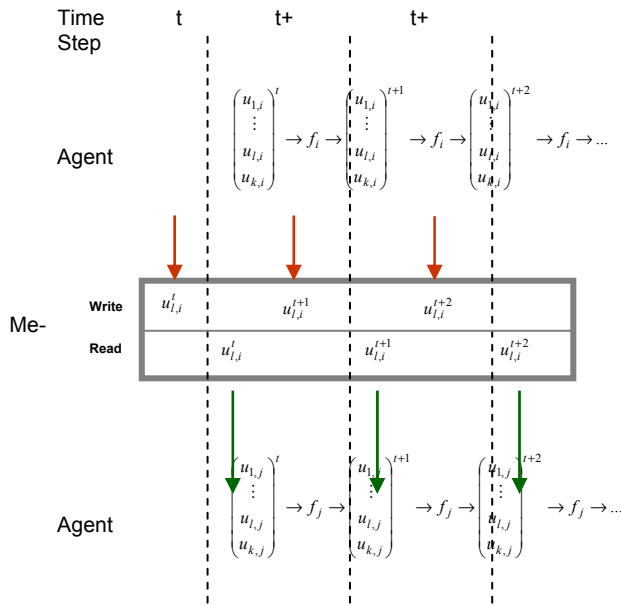 Time Step t t+ t+
Agent (u_{1,i} ⋮ u_{l,i} u_{k,i})^t → f_i → (u_{1,i} ⋮ u_{l,i} u_{k,i})^{t+1} → f_i → (u_{1,i} ⋮ u_{l,i} u_{k,i})^{t+2} → f_i → ...
Me-
Write u_{l,i}^t u_{l,i}^{t+1} u_{l,i}^{t+2}
Read u_{l,i}^t u_{l,i}^{t+1} u_{l,i}^{t+2}
Agent (u_{1,j} ⋮ u_{l,j} u_{k,j})^t → f_j → (u_{1,j} ⋮ u_{l,j} u_{k,j})^{t+1} → f_j → (u_{1,j} ⋮ u_{l,j} u_{k,j})^{t+2} → f_j → ...